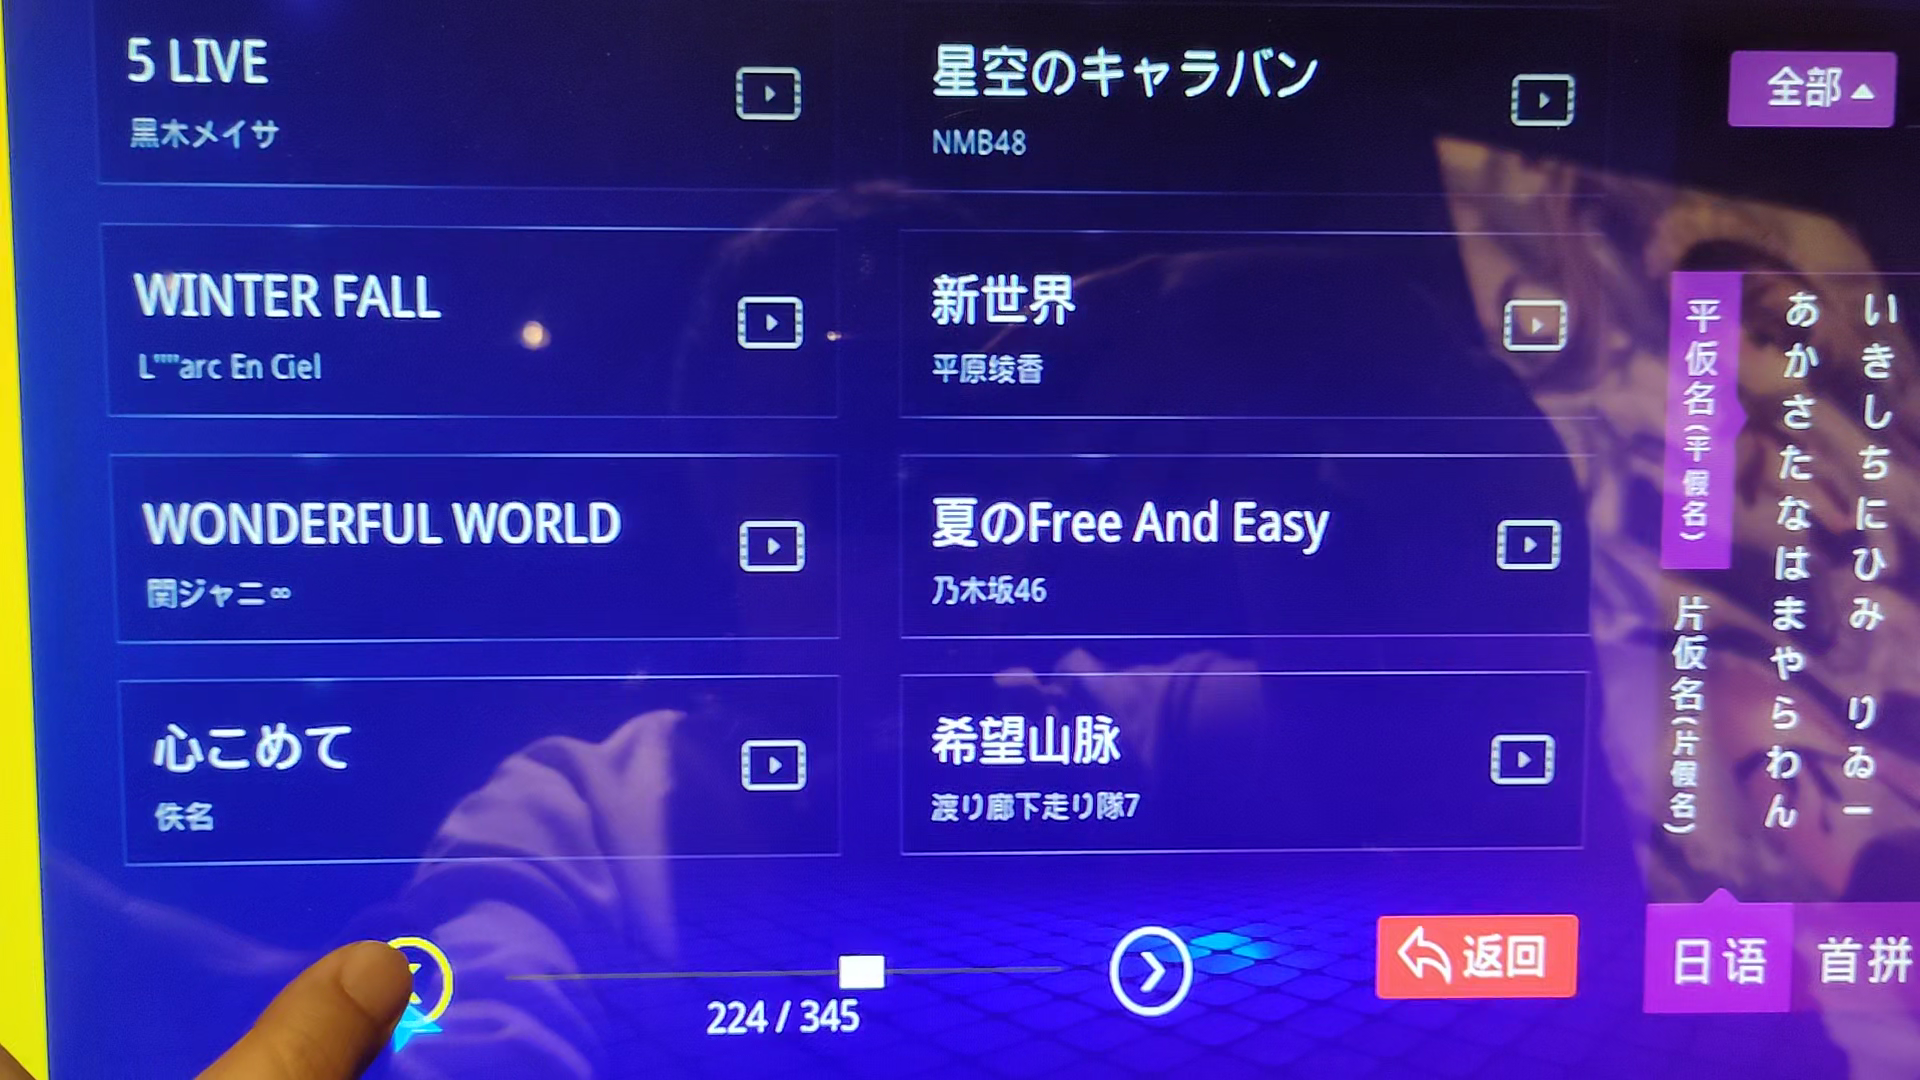 5 LIVE
黒木メイサ
星空のキャラバン
NMB48
WINTER FALL
L""arc En Ciel
新世界
平原绫香
WONDERFUL WORLD
関ジャニ∞
夏のFree And Easy
乃木坂46
心こめて
佚名
希望山脉
渡り廊下走り隊7
224 / 345
返回
全部
平仮名(平假名)
片仮名(片假名)
あかさたなはまやらわん
いきしちにひみ りゐー
日语
首拼